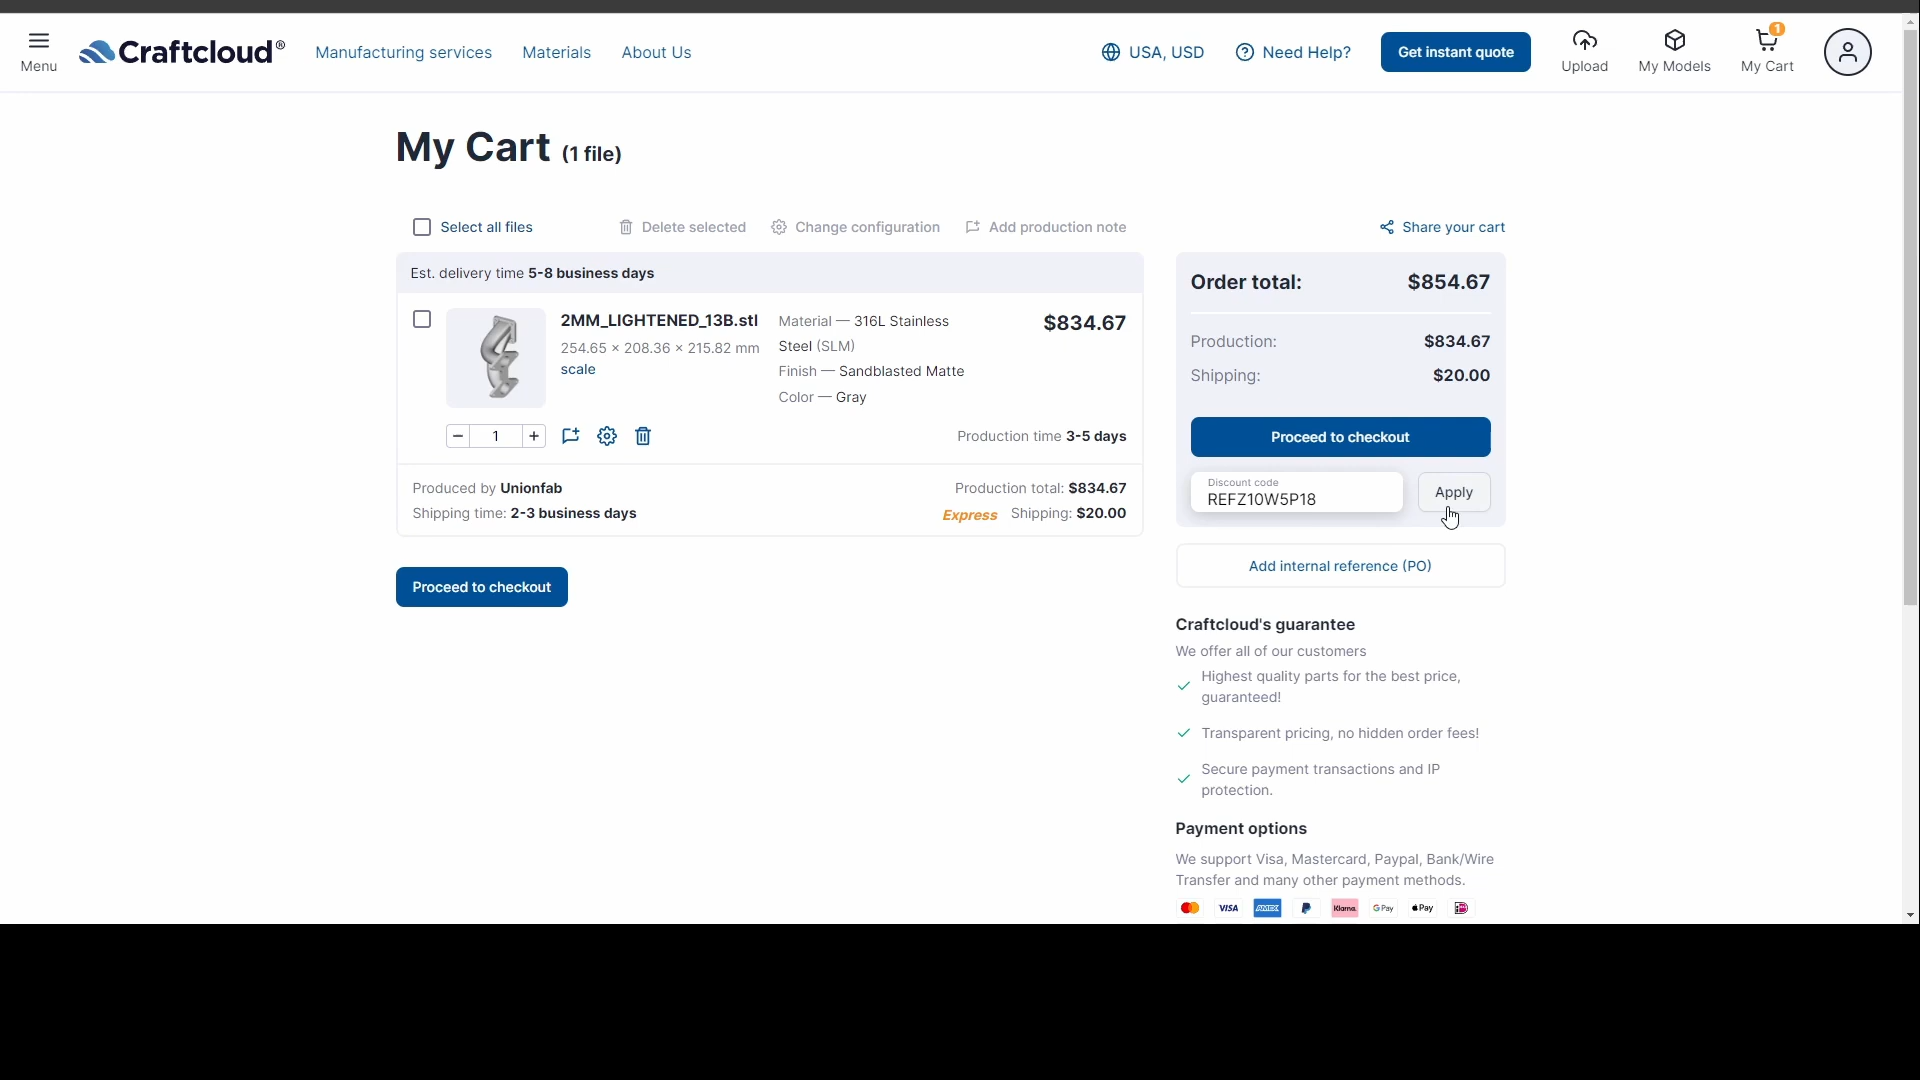 Menu
Craftcloud®
Manufacturing services
Materials
About Us
USA, USD
Need Help?
Get instant quote
Upload
My Models
1
My Cart
My Cart (1 file)
Select all files
Delete selected
Change configuration
Add production note
Share your cart
Est. delivery time 5-8 business days
2MM_LIGHTENED_13B.stl
254.65 × 208.36 × 215.82 mm
scale
Material — 316L Stainless
Steel (SLM)
Finish — Sandblasted Matte
Color — Gray
$834.67
− 1 +
Production time 3-5 days
Produced by Unionfab
Shipping time: 2-3 business days
Production total: $834.67
Express Shipping: $20.00
Proceed to checkout
Order total: $854.67
Production: $834.67
Shipping: $20.00
Proceed to checkout
Discount code
REFZ10W5P18
Apply
Add internal reference (PO)
Craftcloud's guarantee
We offer all of our customers
Highest quality parts for the best price,
guaranteed!
Transparent pricing, no hidden order fees!
Secure payment transactions and IP
protection.
Payment options
We support Visa, Mastercard, Paypal, Bank/Wire
Transfer and many other payment methods.
VISA AMEX Klarna. G Pay Pay